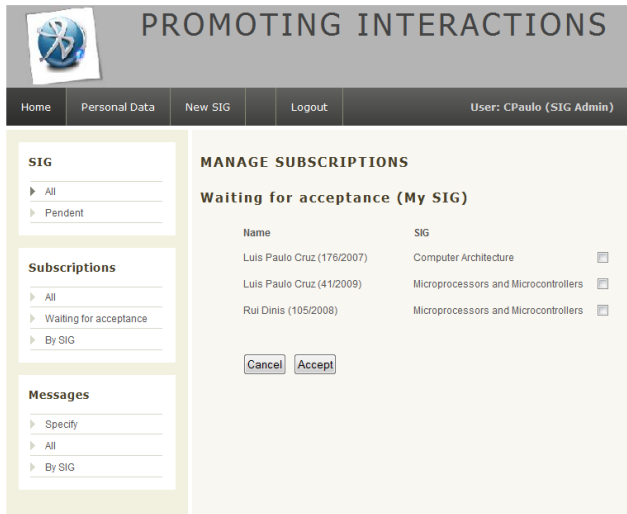 PROMOTING INTERACTIONS
Home Personal Data New SIG Logout User: CPaulo (SIG Admin)
SIG
All
Pendent
Subscriptions
All
Waiting for acceptance
By SIG
Messages
Specify
All
By SIG
MANAGE SUBSCRIPTIONS
Waiting for acceptance (My SIG)
Name SIG
Luis Paulo Cruz (176/2007) Computer Architecture
Luis Paulo Cruz (41/2009) Microprocessors and Microcontrollers
Rui Dinis (105/2008) Microprocessors and Microcontrollers
Cancel Accept